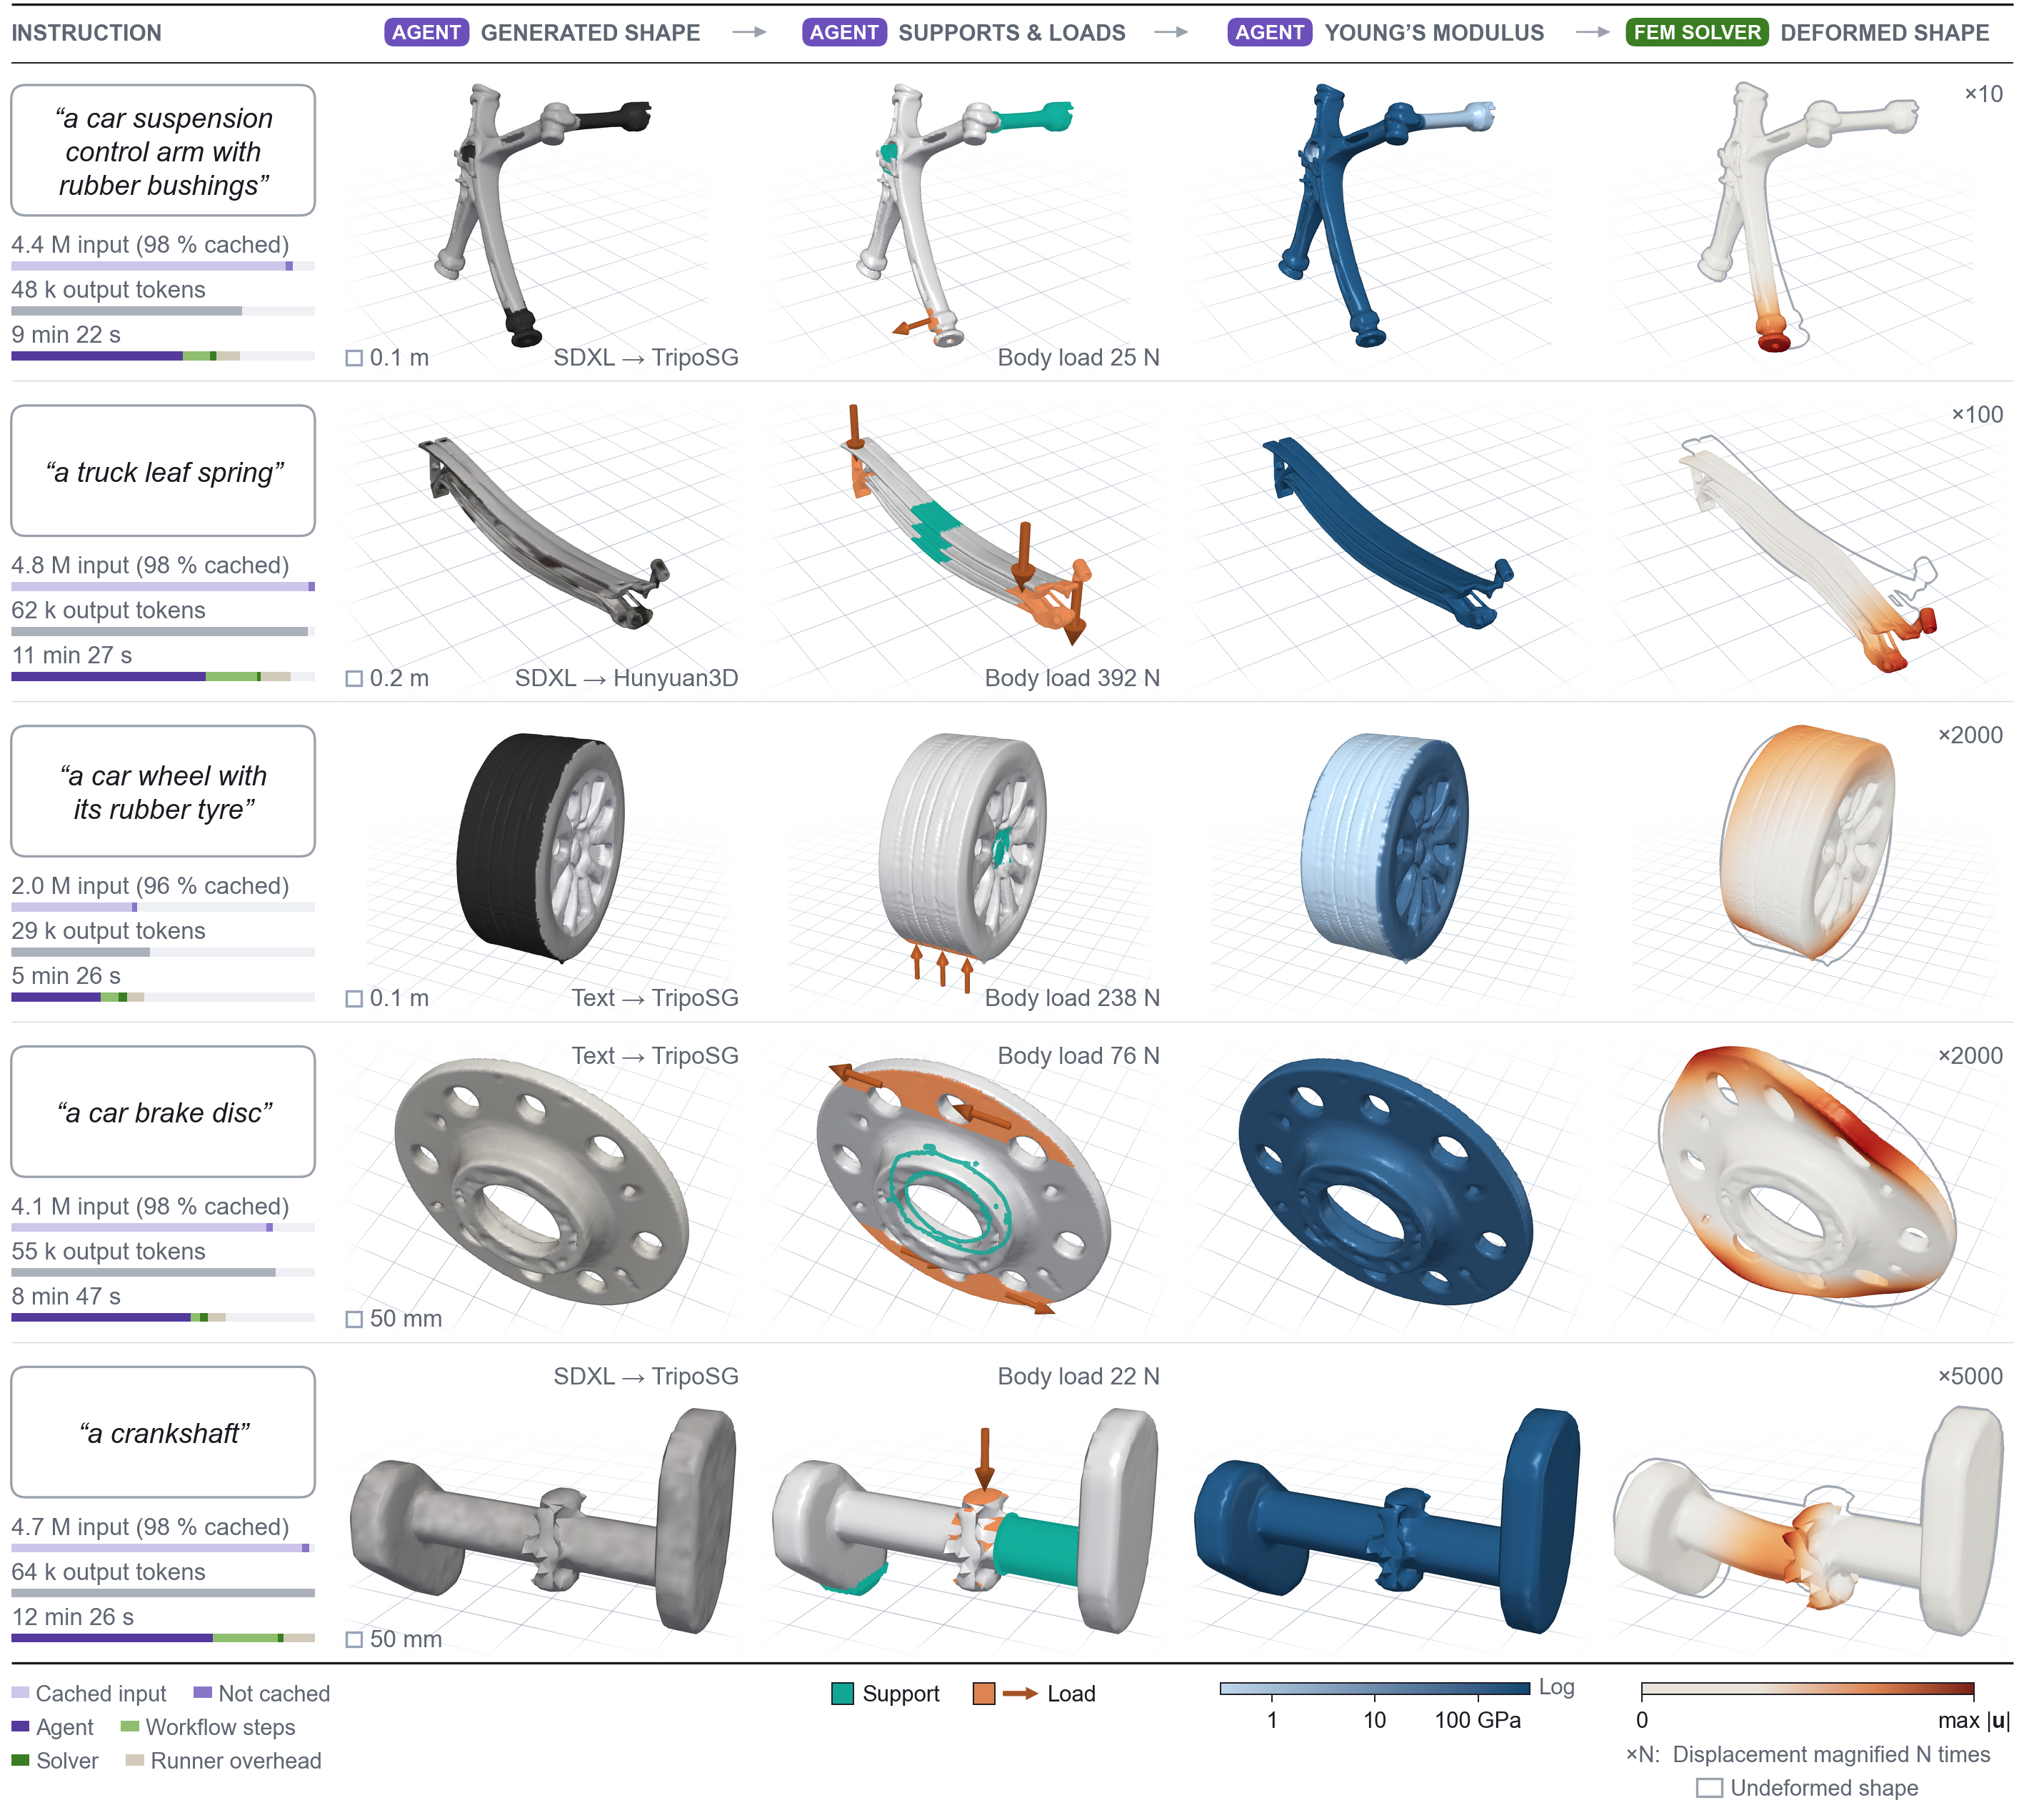 INSTRUCTION
AGENT GENERATED SHAPE →
AGENT SUPPORTS & LOADS →
AGENT YOUNG’S MODULUS →
FEM SOLVER DEFORMED SHAPE
“a car suspension
control arm with
rubber bushings”
4.4 M input (98 % cached)
48 k output tokens
9 min 22 s
0.1 m
SDXL → TripoSG
Body load 25 N
×10
“a truck leaf spring”
4.8 M input (98 % cached)
62 k output tokens
11 min 27 s
0.2 m
SDXL → Hunyuan3D
Body load 392 N
×100
“a car wheel with
its rubber tyre”
2.0 M input (96 % cached)
29 k output tokens
5 min 26 s
0.1 m
Text → TripoSG
Body load 238 N
×2000
“a car brake disc”
4.1 M input (98 % cached)
55 k output tokens
8 min 47 s
50 mm
Text → TripoSG
Body load 76 N
×2000
“a crankshaft”
4.7 M input (98 % cached)
64 k output tokens
12 min 26 s
50 mm
SDXL → TripoSG
Body load 22 N
×5000
Cached input Not cached
Agent Workflow steps
Solver Runner overhead
Support Load
Log
1 10 100 GPa
0 max |u|
×N: Displacement magnified N times
Undeformed shape